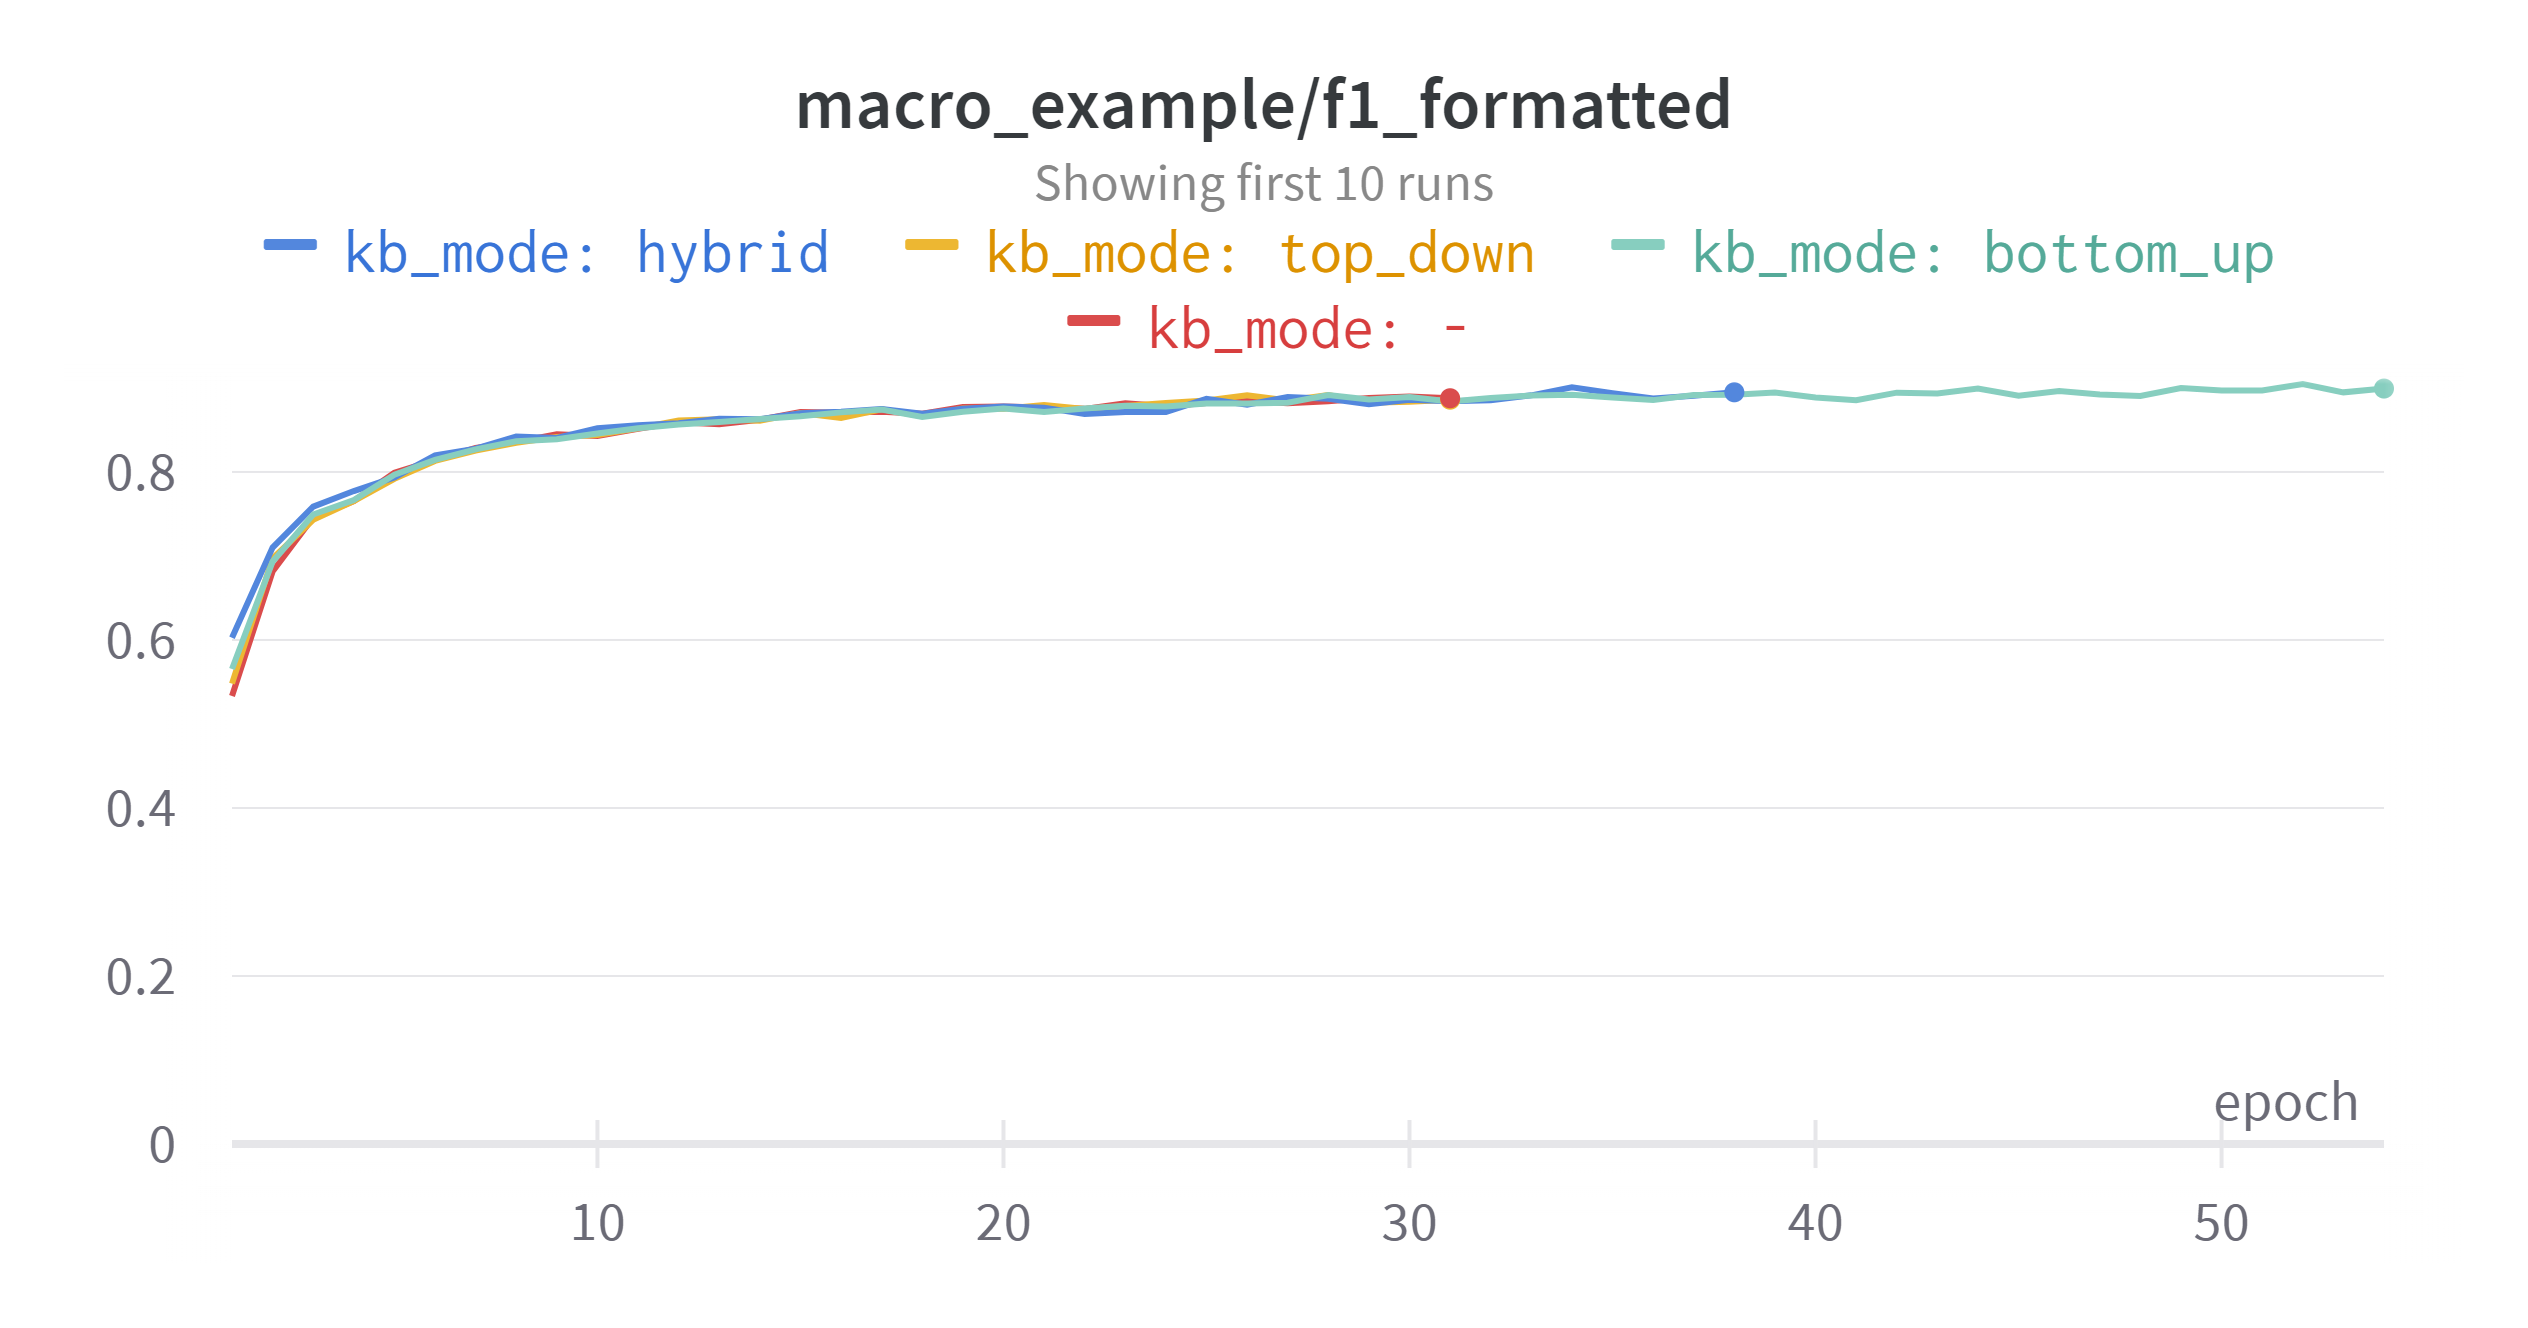 macro_example/f1_formatted
Showing first 10 runs
kb_mode: hybrid kb_mode: top_down kb_mode: bottom_up
kb_mode: -
0.8
0.6
0.4
0.2
epoch
0
10 20 30 40 50